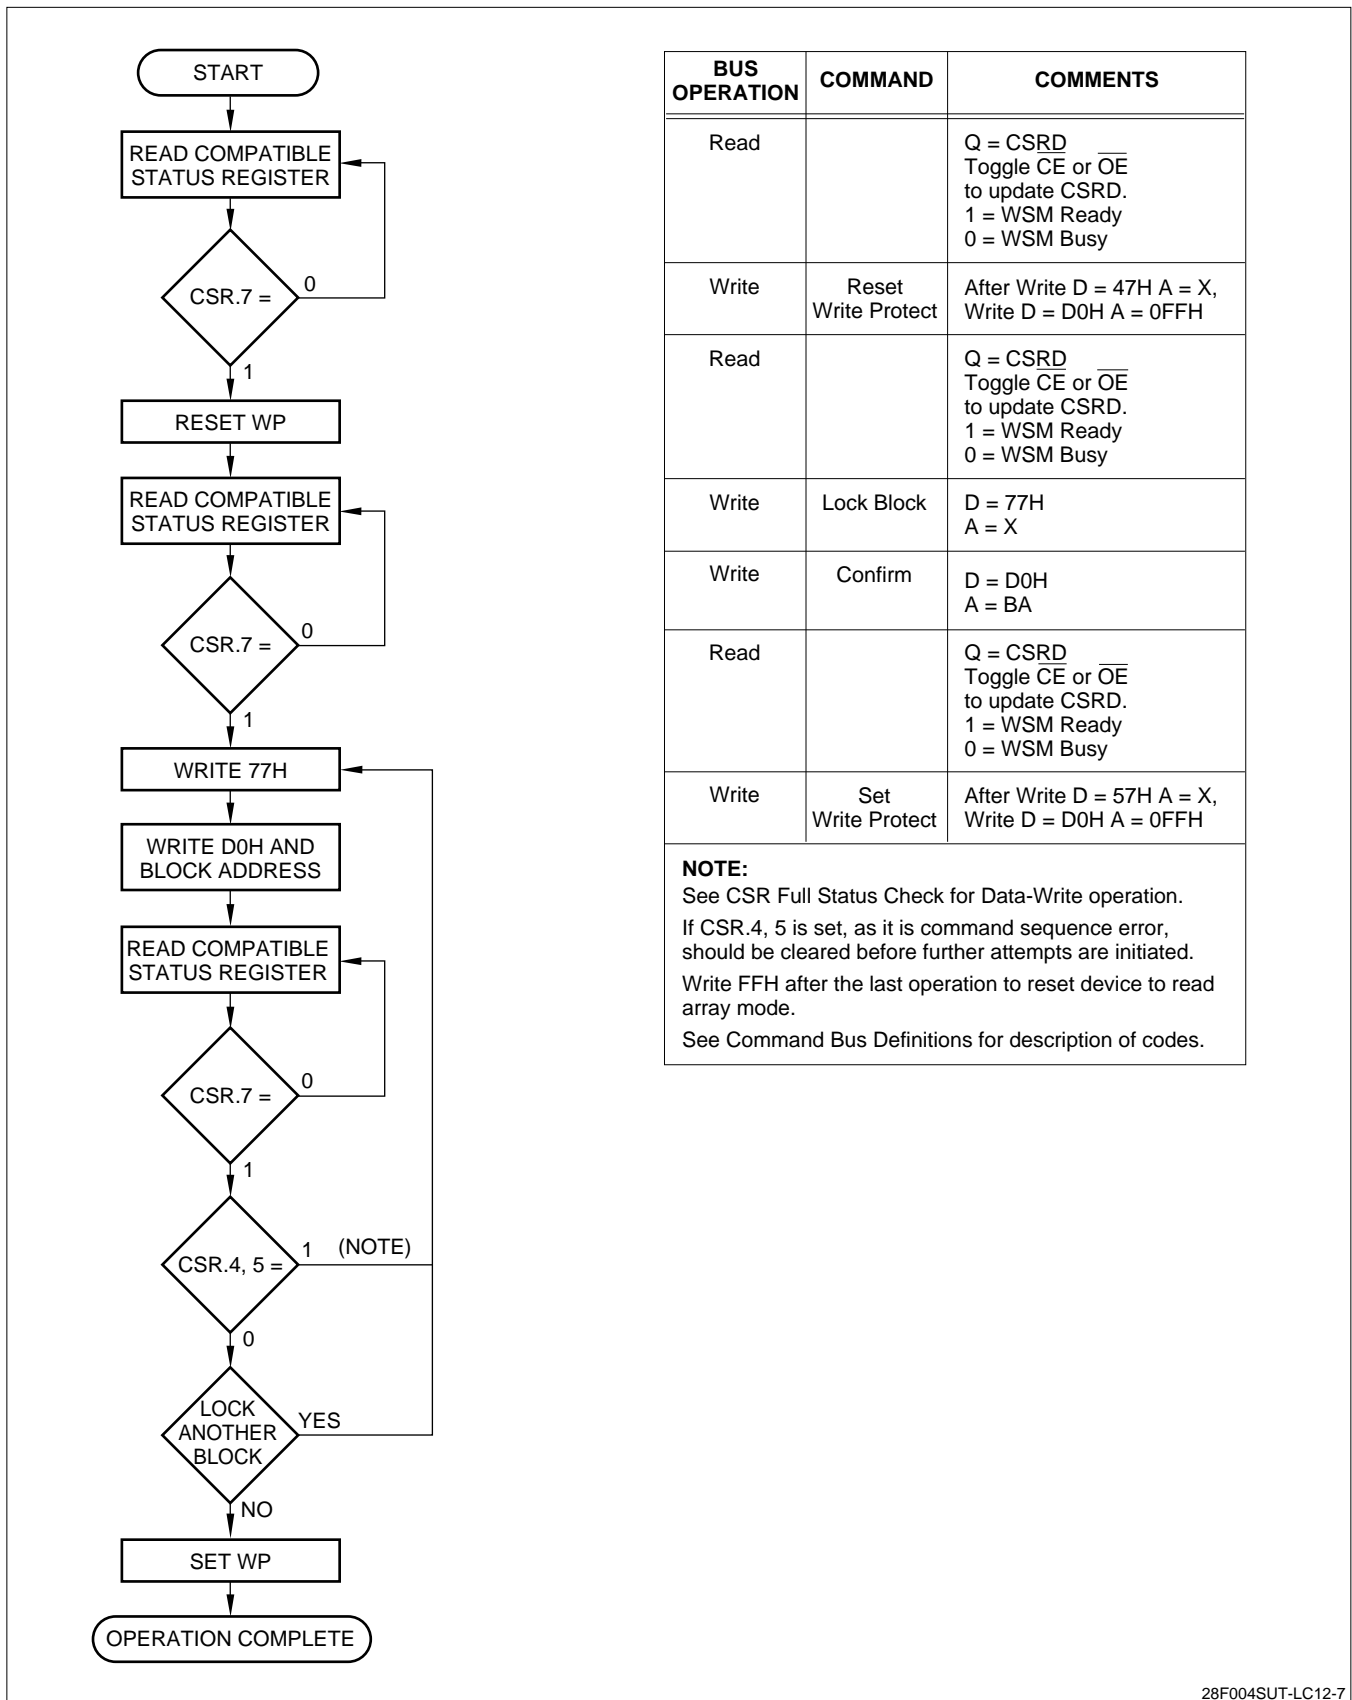 START
READ COMPATIBLE
STATUS REGISTER
CSR.7 =
0
1
RESET WP
READ COMPATIBLE
STATUS REGISTER
CSR.7 =
0
1
WRITE 77H
WRITE D0H AND
BLOCK ADDRESS
READ COMPATIBLE
STATUS REGISTER
CSR.7 =
0
1
CSR.4, 5 =
1 (NOTE)
0
LOCK
ANOTHER
BLOCK
YES
NO
SET WP
OPERATION COMPLETE
BUS
OPERATION
COMMAND
COMMENTS
Read
Q = CSRD
Toggle C̅E̅ or O̅E̅
to update CSRD.
1 = WSM Ready
0 = WSM Busy
Write
Reset
Write Protect
After Write D = 47H A = X,
Write D = D0H A = 0FFH
Read
Q = CSRD
Toggle C̅E̅ or O̅E̅
to update CSRD.
1 = WSM Ready
0 = WSM Busy
Write
Lock Block
D = 77H
A = X
Write
Confirm
D = D0H
A = BA
Read
Q = CSRD
Toggle C̅E̅ or O̅E̅
to update CSRD.
1 = WSM Ready
0 = WSM Busy
Write
Set
Write Protect
After Write D = 57H A = X,
Write D = D0H A = 0FFH
NOTE:
See CSR Full Status Check for Data-Write operation.
If CSR.4, 5 is set, as it is command sequence error,
should be cleared before further attempts are initiated.
Write FFH after the last operation to reset device to read
array mode.
See Command Bus Definitions for description of codes.
28F004SUT-LC12-7